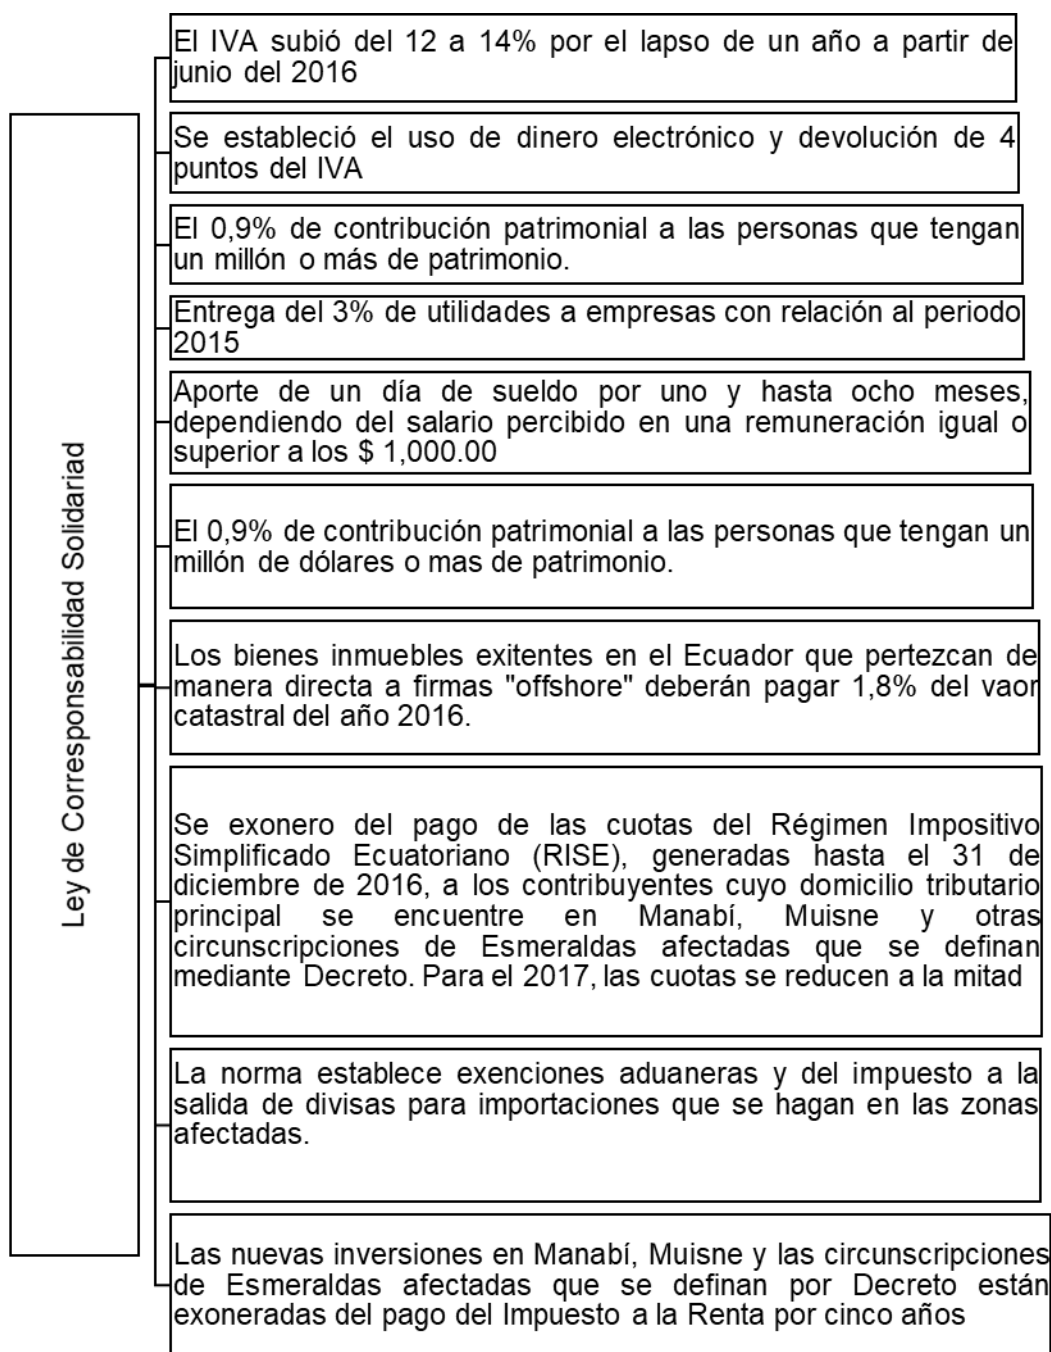 Ley de Corresponsabilidad Solidariad
El IVA subió del 12 a 14% por el lapso de un año a partir de
junio del 2016
Se estableció el uso de dinero electrónico y devolución de 4
puntos del IVA
El 0,9% de contribución patrimonial a las personas que tengan
un millón o más de patrimonio.
Entrega del 3% de utilidades a empresas con relación al periodo
2015
Aporte de un día de sueldo por uno y hasta ocho meses,
dependiendo del salario percibido en una remuneración igual o
superior a los $ 1,000.00
El 0,9% de contribución patrimonial a las personas que tengan un
millón de dólares o mas de patrimonio.
Los bienes inmuebles exitentes en el Ecuador que pertezcan de
manera directa a firmas "offshore" deberán pagar 1,8% del vaor
catastral del año 2016.
Se exonero del pago de las cuotas del Régimen Impositivo
Simplificado Ecuatoriano (RISE), generadas hasta el 31 de
diciembre de 2016, a los contribuyentes cuyo domicilio tributario
principal se encuentre en Manabí, Muisne y otras
circunscripciones de Esmeraldas afectadas que se definan
mediante Decreto. Para el 2017, las cuotas se reducen a la mitad
La norma establece exenciones aduaneras y del impuesto a la
salida de divisas para importaciones que se hagan en las zonas
afectadas.
Las nuevas inversiones en Manabí, Muisne y las circunscripciones
de Esmeraldas afectadas que se definan por Decreto están
exoneradas del pago del Impuesto a la Renta por cinco años